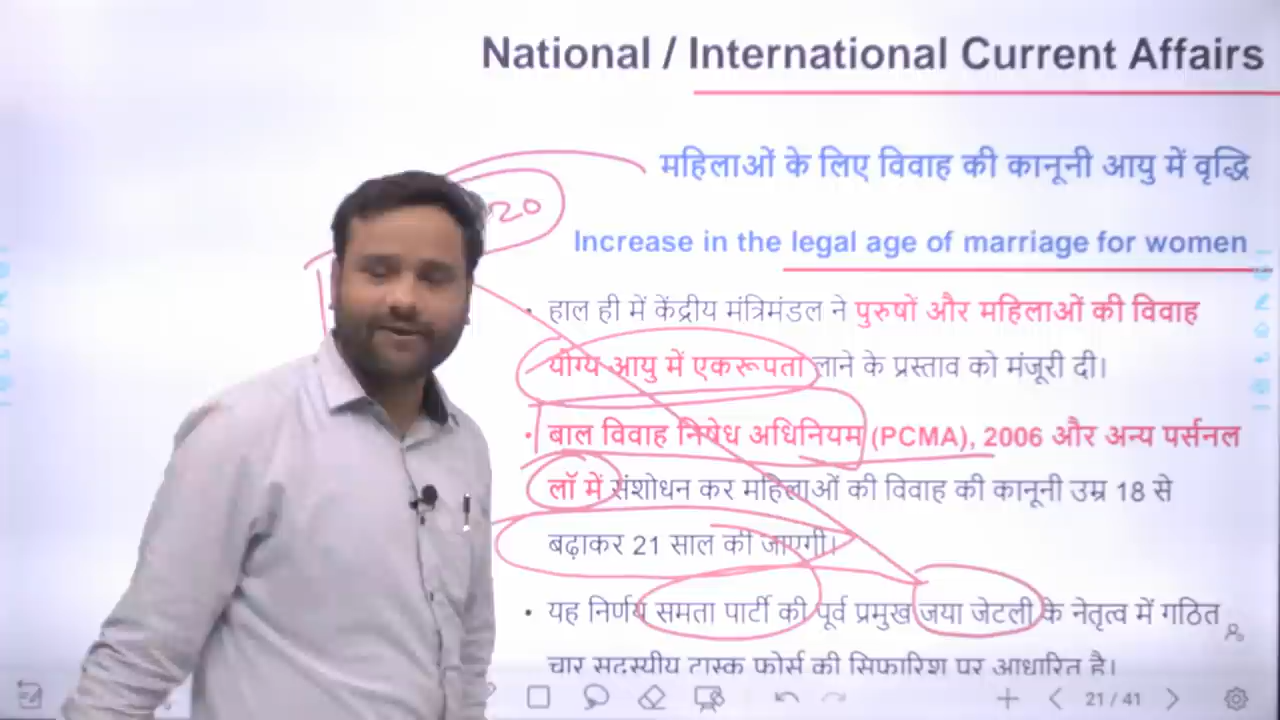 National / International Current Affairs
महिलाओं के लिए विवाह की कानूनी आयु में वृद्धि
20
Increase in the legal age of marriage for women
• हाल ही में केंद्रीय मंत्रिमंडल ने पुरुषों और महिलाओं की विवाह
योग्य आयु में एकरूपता लाने के प्रस्ताव को मंजूरी दी।
• बाल विवाह निषेध अधिनियम (PCMA), 2006 और अन्य पर्सनल
लॉ में संशोधन कर महिलाओं की विवाह की कानूनी उम्र 18 से
बढ़ाकर 21 साल की जाएगी।
• यह निर्णय समता पार्टी की पूर्व प्रमुख जया जेटली के नेतृत्व में गठित
चार सदस्यीय टास्क फोर्स की सिफारिश पर आधारित है।
21 / 41